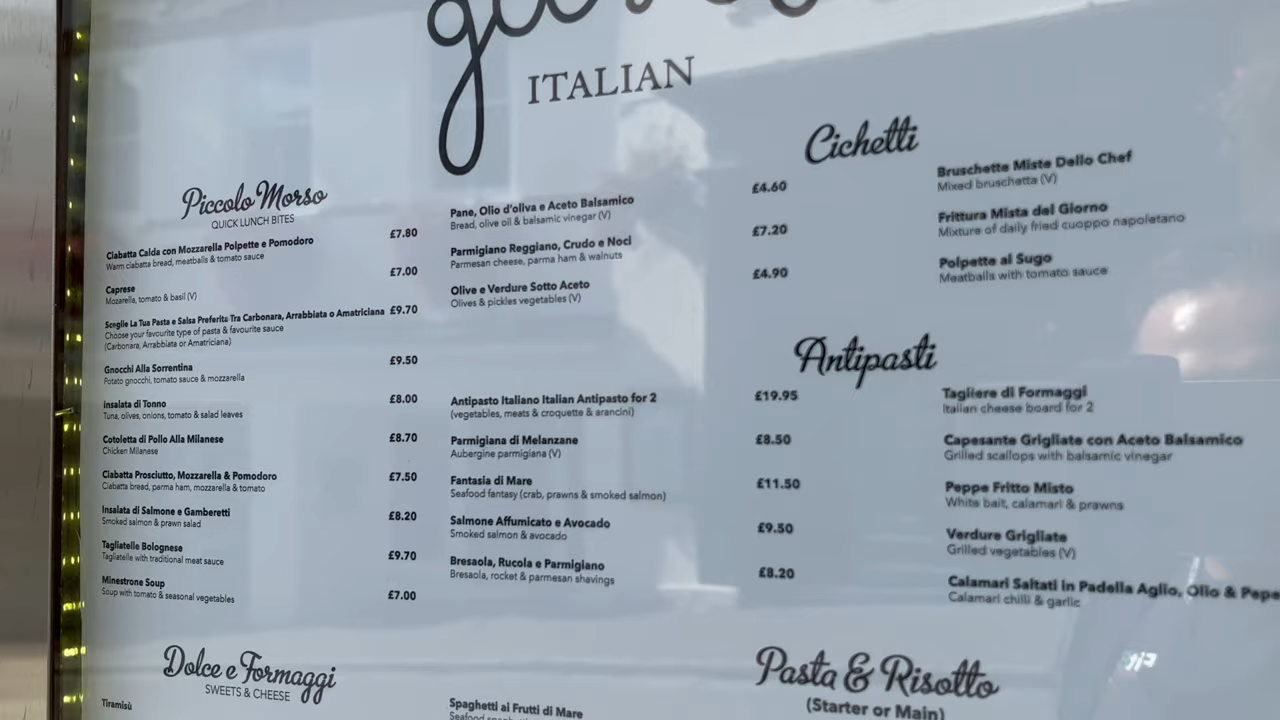 ITALIAN
Piccolo Morso
QUICK LUNCH BITES
Ciabatta Calda con Mozzarella Polpette e Pomodoro £7.80
Warm ciabatta bread, meatballs & tomato sauce
Caprese £7.00
Mozarella, tomato & basil (V)
Sceglie La Tua Pasta e Salsa Preferita Tra Carbonara, Arrabbiata o Amatriciana £9.70
Choose your favourite type of pasta & favourite sauce
(Carbonara, Arrabbiata or Amatriciana)
Gnocchi Alla Sorrentina £9.50
Potato gnocchi, tomato sauce & mozzarella
Insalata di Tonno £8.00
Tuna, olives, onions, tomato & salad leaves
Cotoletta di Pollo Alla Milanese £8.70
Chicken Milanese
Ciabatta Prosciutto, Mozzarella & Pomodoro £7.50
Ciabata bread, parma ham, mozzarella & tomato
Insalata di Salmone e Gamberetti £8.20
Smoked salmon & prawn salad
Tagliatelle Bolognese £9.70
Tagliatelle with traditional meat sauce
Minestrone Soup £7.00
Soup with tomato & seasonal vegetables
Dolce e Formaggi
SWEETS & CHEESE
Tiramisù
Cichetti
Pane, Olio d'oliva e Aceto Balsamico £4.60
Bread, olive oil & balsamic vinegar (V)
Parmigiano Reggiano, Crudo e Noci £7.20
Parmesan cheese, parma ham & walnuts
Olive e Verdure Sotto Aceto £4.90
Olives & pickles vegetables (V)
Bruschette Miste Dello Chef
Mixed bruschetta (V)
Frittura Mista del Giorno
Mixture of daily fried cuoppo napoletano
Polpette al Sugo
Meatballs with tomato sauce
Antipasti
Antipasto Italiano Italian Antipasto for 2 £19.95
(vegetables, meats & croquette & arancini)
Parmigiana di Melanzane £8.50
Aubergine parmigiana (V)
Fantasia di Mare £11.50
Seafood fantasy (crab, prawns & smoked salmon)
Salmone Affumicato e Avocado £9.50
Smoked salmon & avocado
Bresaola, Rucola e Parmigiano £8.20
Bresaola, rocket & parmesan shavings
Tagliere di Formaggi
Italian cheese board for 2
Capesante Grigliate con Aceto Balsamico
Grilled scallops with balsamic vinegar
Peppe Fritto Misto
White bait, calamari & prawns
Verdure Grigliate
Grilled vegetables (V)
Calamari Saltati in Padella Aglio, Olio & Pepe
Calamari chilli & garlic
Pasta & Risotto
(Starter or Main)
Spaghetti ai Frutti di Mare
Seafood